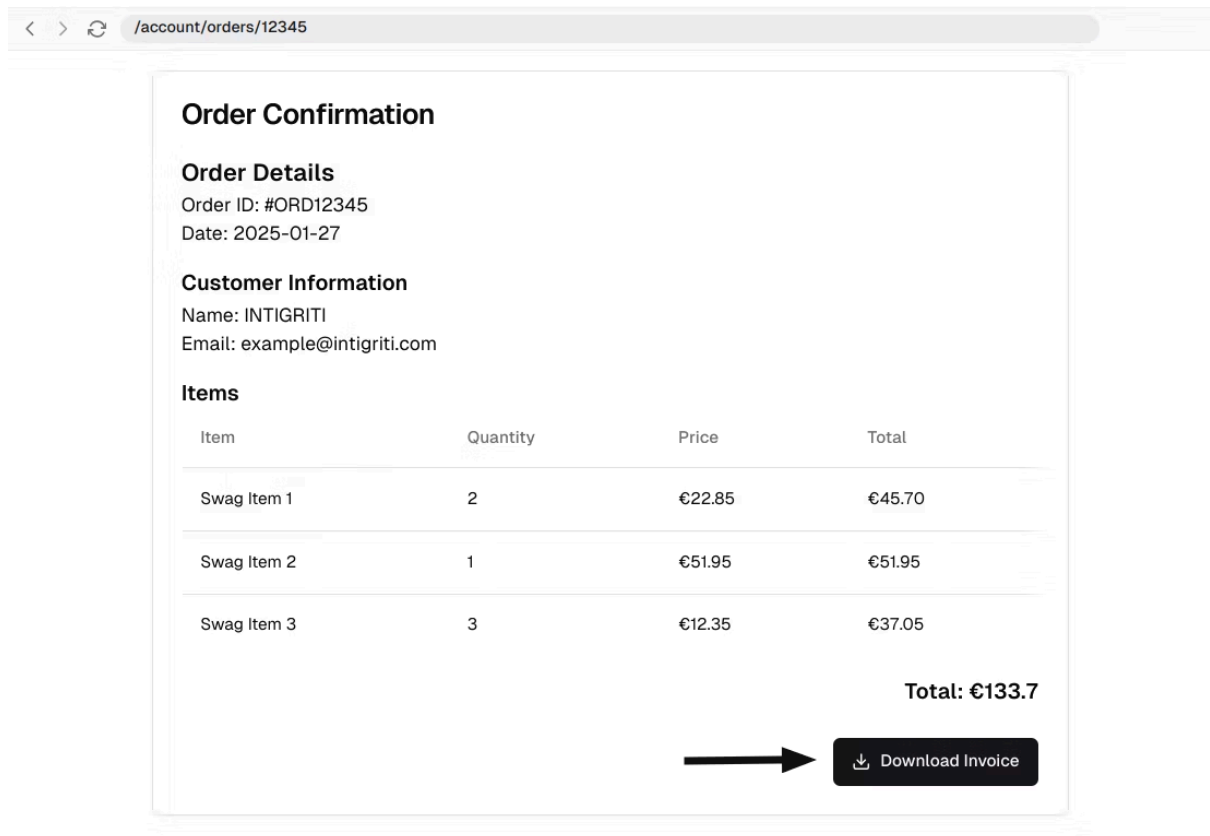 /account/orders/12345
Order Confirmation
Order Details
Order ID: #ORD12345
Date: 2025-01-27
Customer Information
Name: INTIGRITI
Email: example@intigriti.com
Items
Item Quantity Price Total
Swag Item 1 2 €22.85 €45.70
Swag Item 2 1 €51.95 €51.95
Swag Item 3 3 €12.35 €37.05
Total: €133.7
Download Invoice